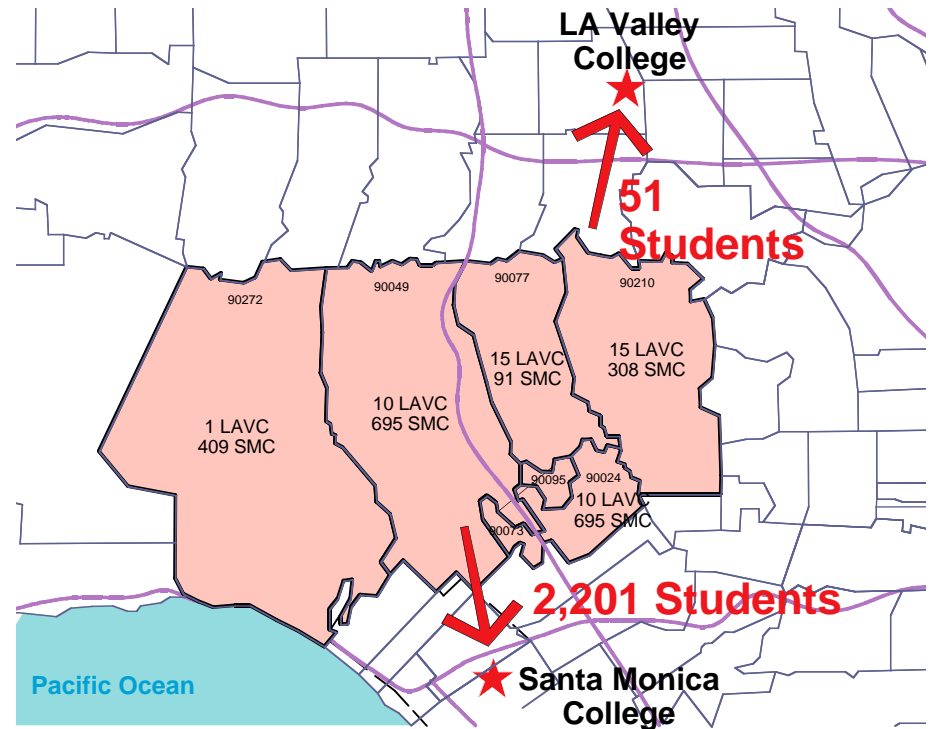 LA Valley
College
51
Students
90272
90049
90077
90210
15 LAVC
91 SMC
15 LAVC
308 SMC
1 LAVC
409 SMC
10 LAVC
695 SMC
90095
90024
10 LAVC
695 SMC
90073
2,201 Students
Santa Monica
College
Pacific Ocean